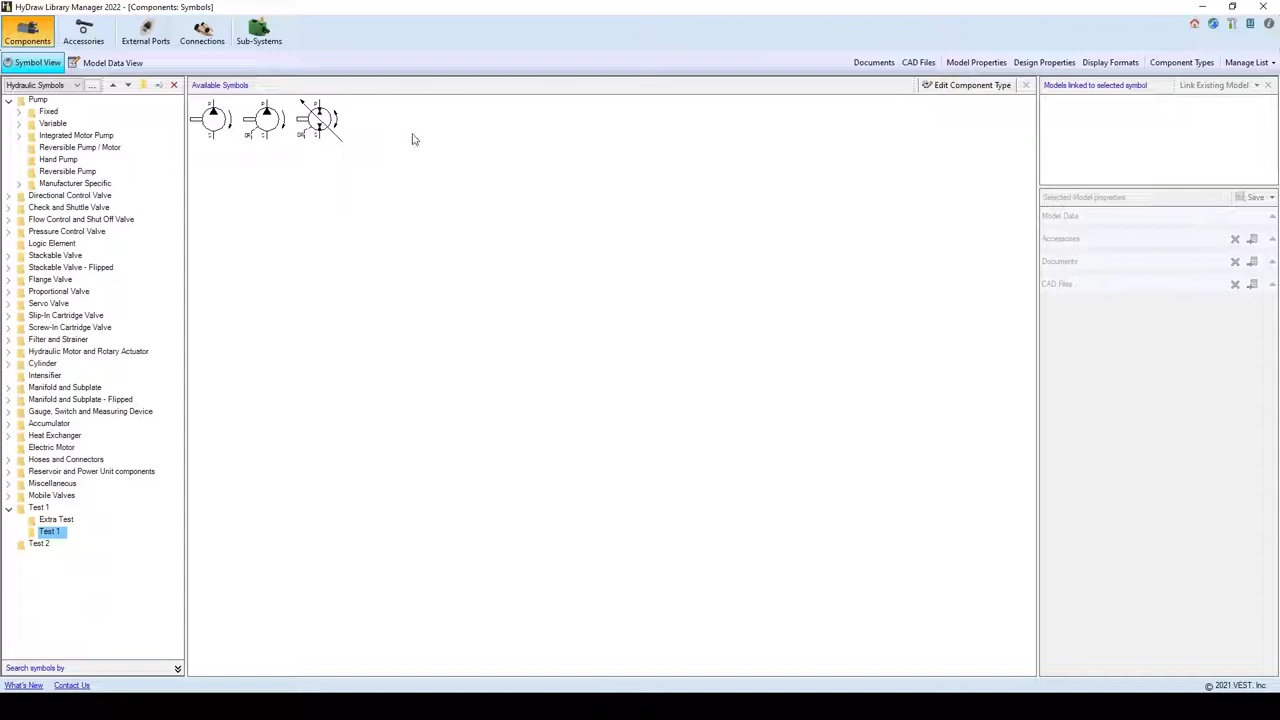 HyDraw Library Manager 2022 - [Components: Symbols]
Components
Accessories
External Ports
Connections
Sub-Systems
Symbol View
Model Data View
Documents
CAD Files
Model Properties
Design Properties
Display Formats
Component Types
Manage List
Hydraulic Symbols
...
Available Symbols
Edit Component Type
Models linked to selected symbol
Link Existing Model
Pump
Fixed
Variable
Integrated Motor Pump
Reversible Pump / Motor
Hand Pump
Reversible Pump
Manufacturer Specific
Directional Control Valve
Check and Shuttle Valve
Flow Control and Shut Off Valve
Pressure Control Valve
Logic Element
Stackable Valve
Stackable Valve - Flipped
Flange Valve
Proportional Valve
Servo Valve
Slip-In Cartridge Valve
Screw-In Cartridge Valve
Filter and Strainer
Hydraulic Motor and Rotary Actuator
Cylinder
Intensifier
Manifold and Subplate
Manifold and Subplate - Flipped
Gauge, Switch and Measuring Device
Accumulator
Heat Exchanger
Electric Motor
Hoses and Connectors
Reservoir and Power Unit components
Miscellaneous
Mobile Valves
Test 1
Extra Test
Test 1
Test 2
P P P
S DR S DR S
Selected Model properties
Save
Model Data
Accessories
Documents
CAD Files
Search symbols by
What's New
Contact Us
© 2021 VEST, Inc.